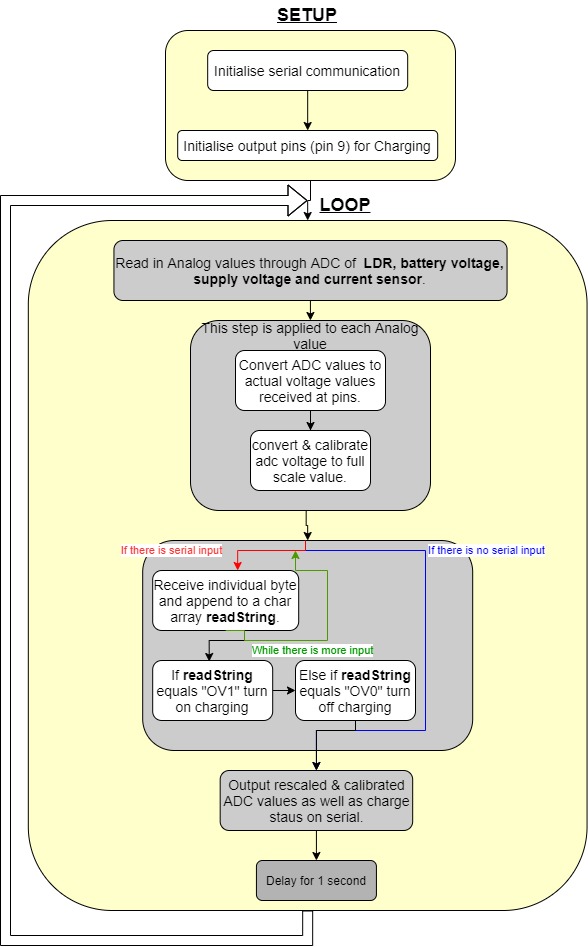 SETUP
Initialise serial communication
Initialise output pins (pin 9) for Charging
LOOP
Read in Analog values through ADC of LDR, battery voltage,
supply voltage and current sensor.
This step is applied to each Analog
value
Convert ADC values to
actual voltage values
received at pins.
convert & calibrate
adc voltage to full
scale value.
If there is serial input
If there is no serial input
Receive individual byte
and append to a char
array readString.
While there is more input
If readString
equals "OV1" turn
on charging
Else if readString
equals "OV0" turn
off charging
Output rescaled & calibrated
ADC values as well as charge
staus on serial.
Delay for 1 second